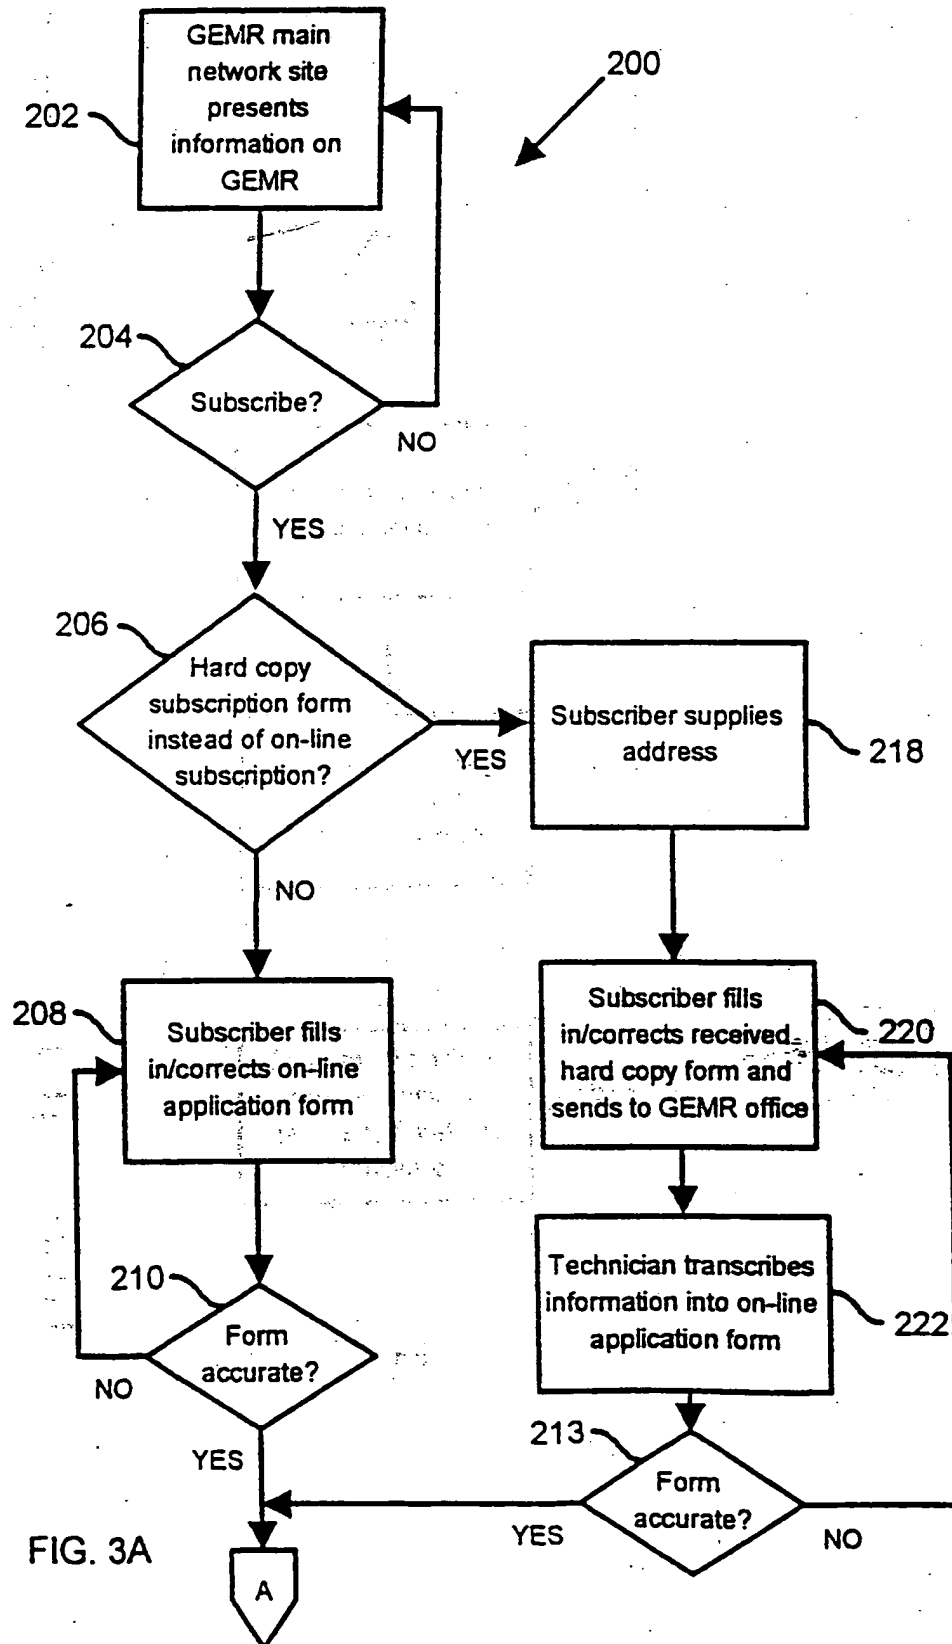 GEMR main
network site
presents
information on
GEMR
200
202
204
Subscribe?
NO
YES
206
Hard copy
subscription form
instead of on-line
subscription?
YES
Subscriber supplies
address
218
NO
208
Subscriber fills
in/corrects on-line
application form
Subscriber fills
in/corrects received
hard copy form and
sends to GEMR office
220
210
Form
accurate?
NO
YES
Technician transcribes
information into on-line
application form
222
213
Form
accurate?
YES
NO
FIG. 3A
A